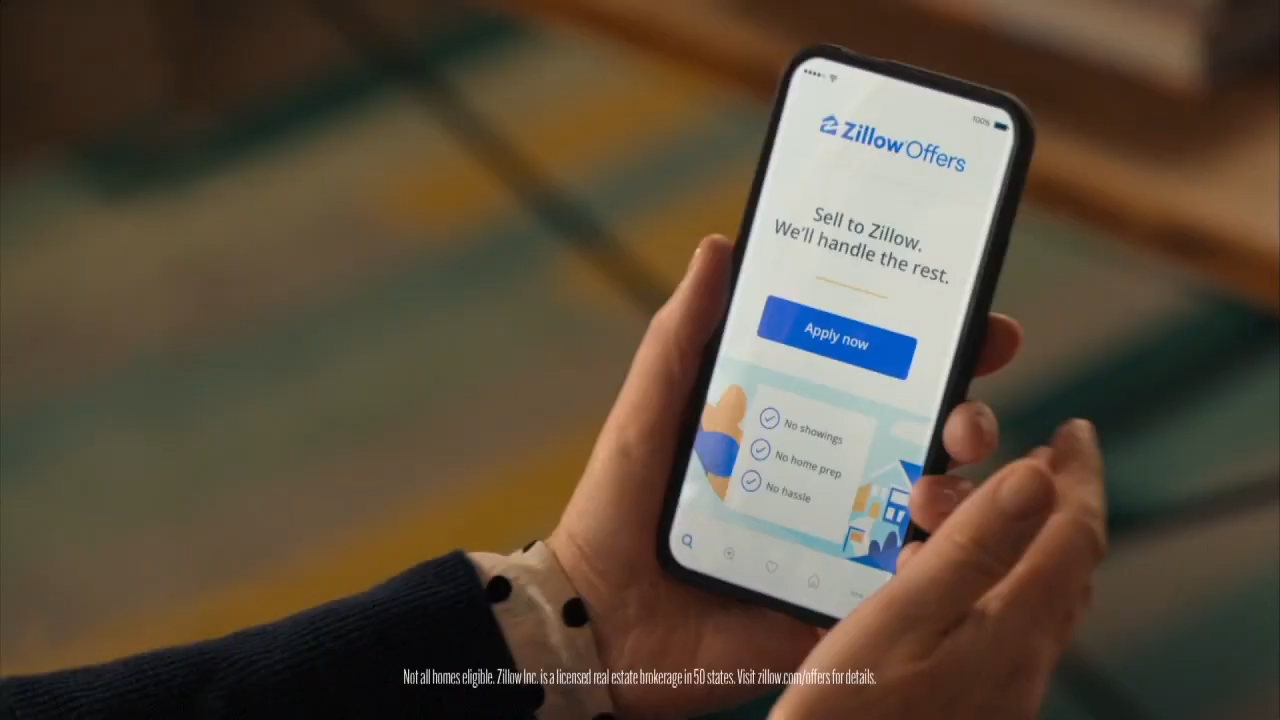 100%
Zillow Offers
Sell to Zillow.
We'll handle the rest.
Apply now
No showings
No home prep
No hassle
Not all homes eligible. Zillow Inc. is a licensed real estate brokerage in 50 states. Visit zillow.com/offers for details.